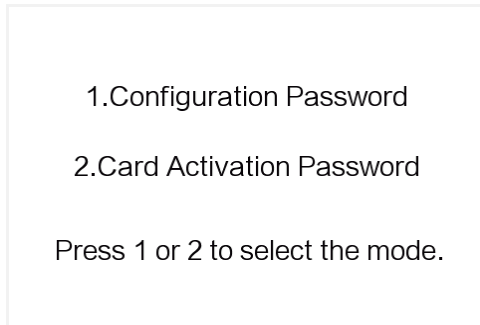 1.Configuration Password
2.Card Activation Password
Press 1 or 2 to select the mode.